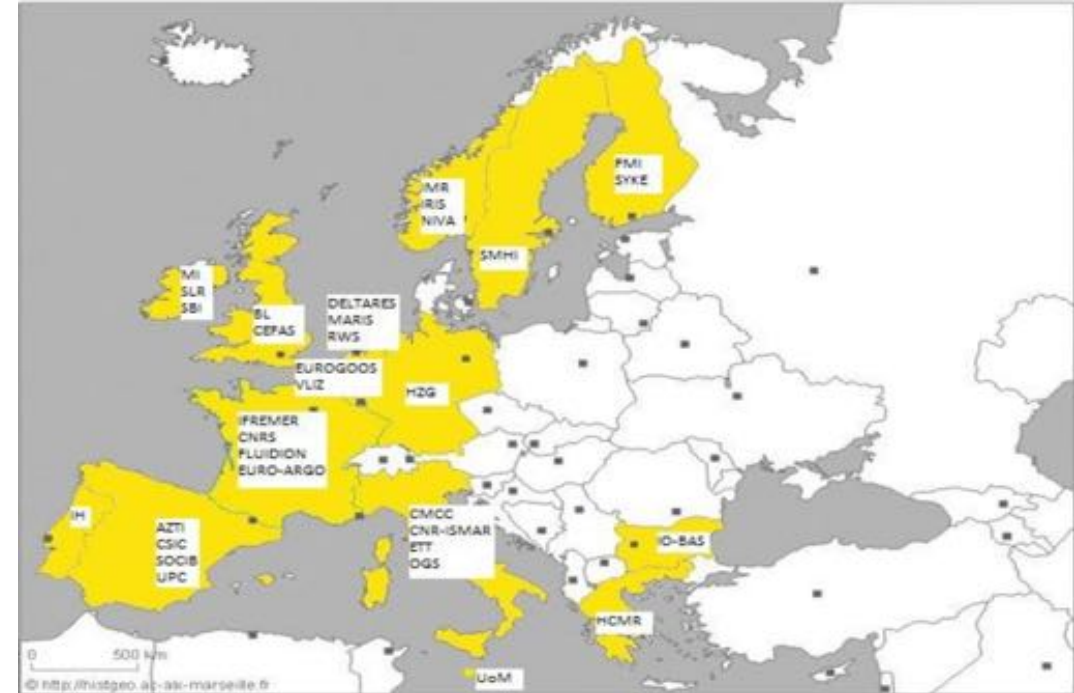 FMI
SYKE
IMR
IRIS
NIVA
SMHI
MI
SLR
SBI
BL
CEFAS
DELTARES
MARIS
RWS
EUROGOOS
VLIZ
HZG
IFREMER
CNRS
FLUIDION
EURO-ARGO
IH
AZTI
CSIC
SOCIB
UPC
CMCC
CNR-ISMAR
ETT
OGS
IO-BAS
HCMR
UoM
0 500 km
© http://histgeo.ac-aix-marseille.fr